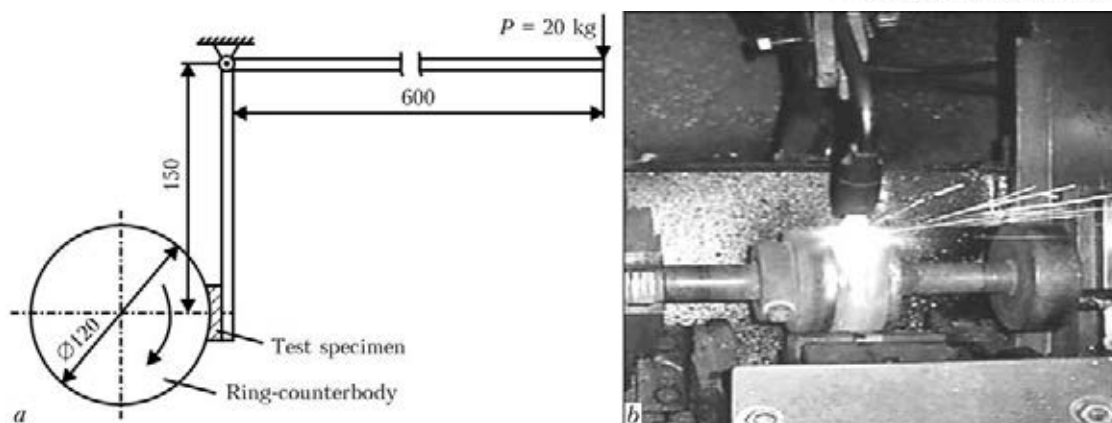 P = 20 kg
600
150
Ø120
Test specimen
Ring-counterbody
a
b